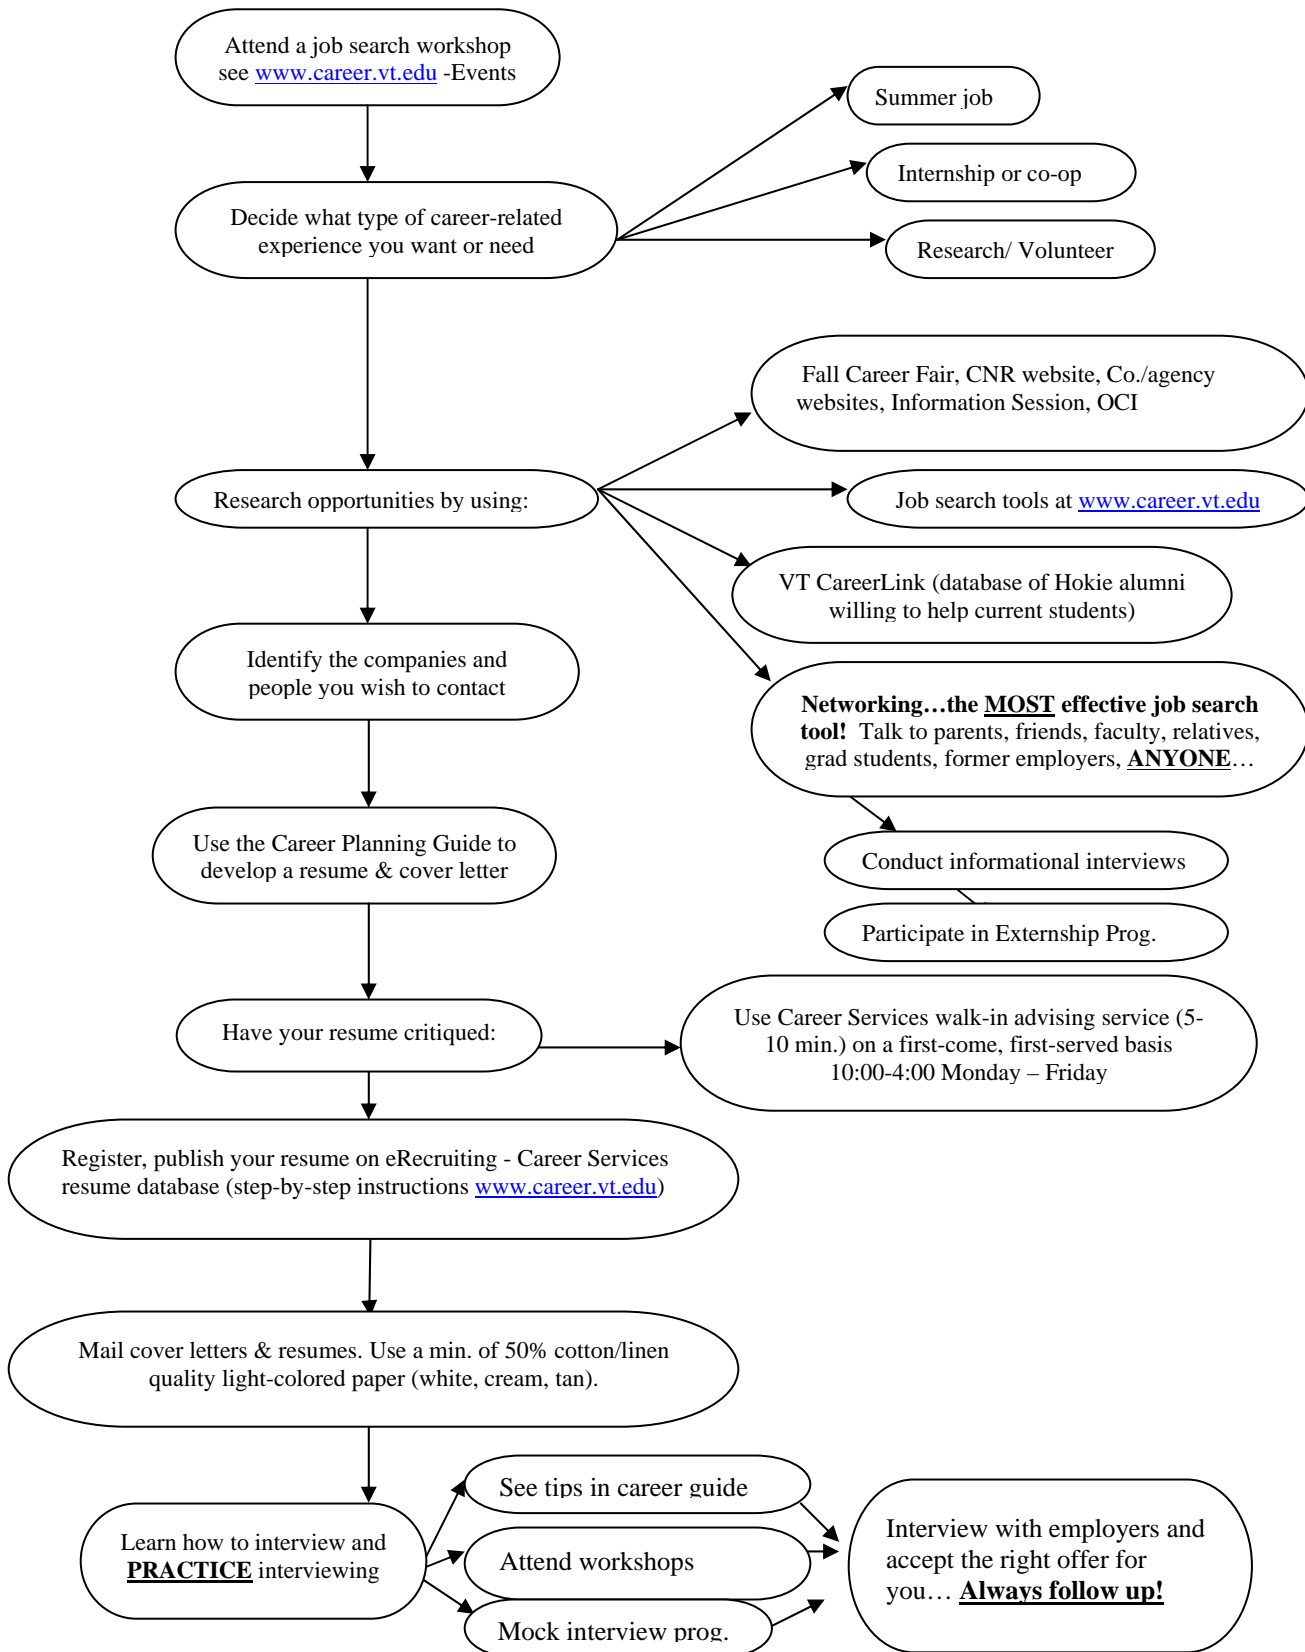 Attend a job search workshop
see www.career.vt.edu -Events
Summer job
Internship or co-op
Decide what type of career-related
experience you want or need
Research/ Volunteer
Fall Career Fair, CNR website, Co./agency
websites, Information Session, OCI
Research opportunities by using:
Job search tools at www.career.vt.edu
VT CareerLink (database of Hokie alumni
willing to help current students)
Identify the companies and
people you wish to contact
Networking…the MOST effective job search
tool! Talk to parents, friends, faculty, relatives,
grad students, former employers, ANYONE…
Use the Career Planning Guide to
develop a resume & cover letter
Conduct informational interviews
Participate in Externship Prog.
Have your resume critiqued:
Use Career Services walk-in advising service (5-
10 min.) on a first-come, first-served basis
10:00-4:00 Monday – Friday
Register, publish your resume on eRecruiting - Career Services
resume database (step-by-step instructions www.career.vt.edu)
Mail cover letters & resumes. Use a min. of 50% cotton/linen
quality light-colored paper (white, cream, tan).
Learn how to interview and
PRACTICE interviewing
See tips in career guide
Attend workshops
Mock interview prog.
Interview with employers and
accept the right offer for
you… Always follow up!